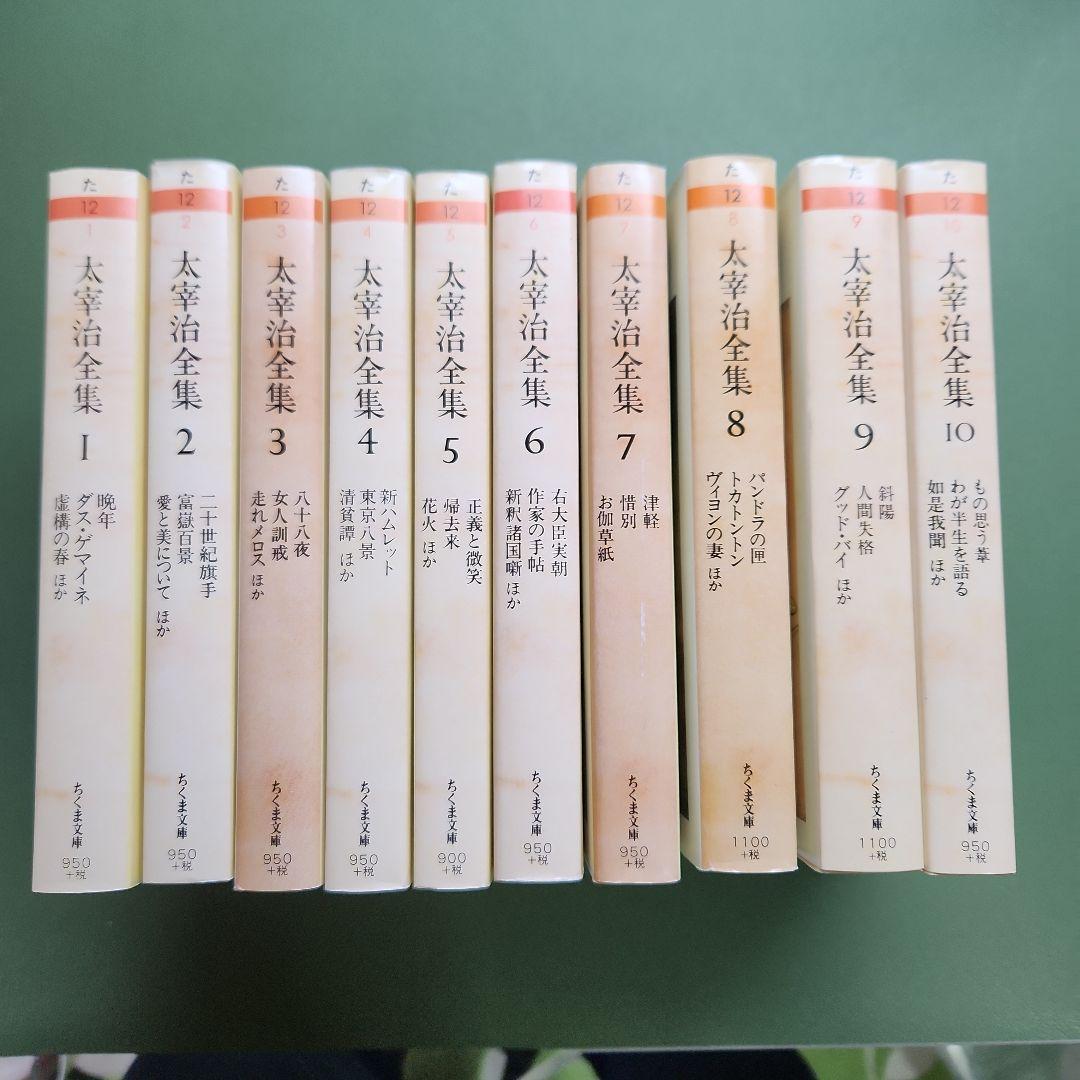 た
12
1
太宰治全集
1
晩年
ダス・ゲマイネ
虚構の春 ほか
ちくま文庫
950
+税
た
12
2
太宰治全集
2
二十世紀旗手
富嶽百景
愛と美について ほか
ちくま文庫
950
+税
た
12
3
太宰治全集
3
八十八夜
女人訓戒
走れメロス ほか
ちくま文庫
950
+税
た
12
4
太宰治全集
4
新ハムレット
東京八景
清貧譚 ほか
ちくま文庫
950
+税
た
12
5
太宰治全集
5
正義と微笑
帰去来
花火 ほか
ちくま文庫
900
+税
た
12
6
太宰治全集
6
右大臣実朝
作家の手帖
新釈諸国噺 ほか
ちくま文庫
950
+税
た
12
7
太宰治全集
7
津軽
惜別
お伽草紙
ちくま文庫
950
+税
た
12
8
太宰治全集
8
パンドラの匣
トカトントン
ヴィヨンの妻 ほか
ちくま文庫
1100
+税
た
12
9
太宰治全集
9
斜陽
人間失格
グッド・バイ ほか
ちくま文庫
1100
+税
た
12
10
太宰治全集
10
もの思う葦
わが半生を語る
如是我聞 ほか
ちくま文庫
950
+税